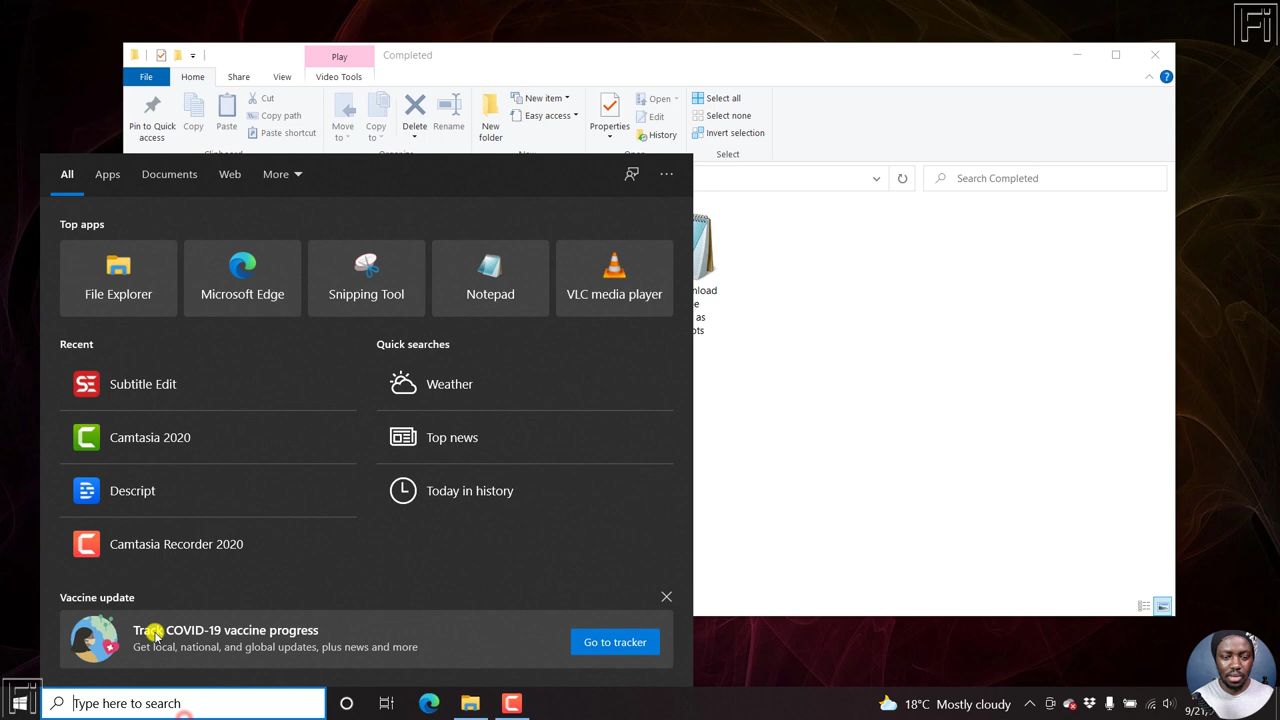 Fi
Play
Completed
File
Home
Share
View
Video Tools
Pin to Quick
access
Copy
Paste
Cut
Copy path
Paste shortcut
Move
to
Copy
to
Delete
Rename
New
folder
New item
Easy access
Properties
Open
Edit
History
Select all
Select none
Invert selection
Select
Search Completed
All
Apps
Documents
Web
More
Top apps
File Explorer
Microsoft Edge
Snipping Tool
Notepad
VLC media player
Recent
Quick searches
SE
Subtitle Edit
Weather
Camtasia 2020
Top news
Descript
Today in history
Camtasia Recorder 2020
Vaccine update
Track COVID-19 vaccine progress
Get local, national, and global updates, plus news and more
Go to tracker
Type here to search
18°C Mostly cloudy